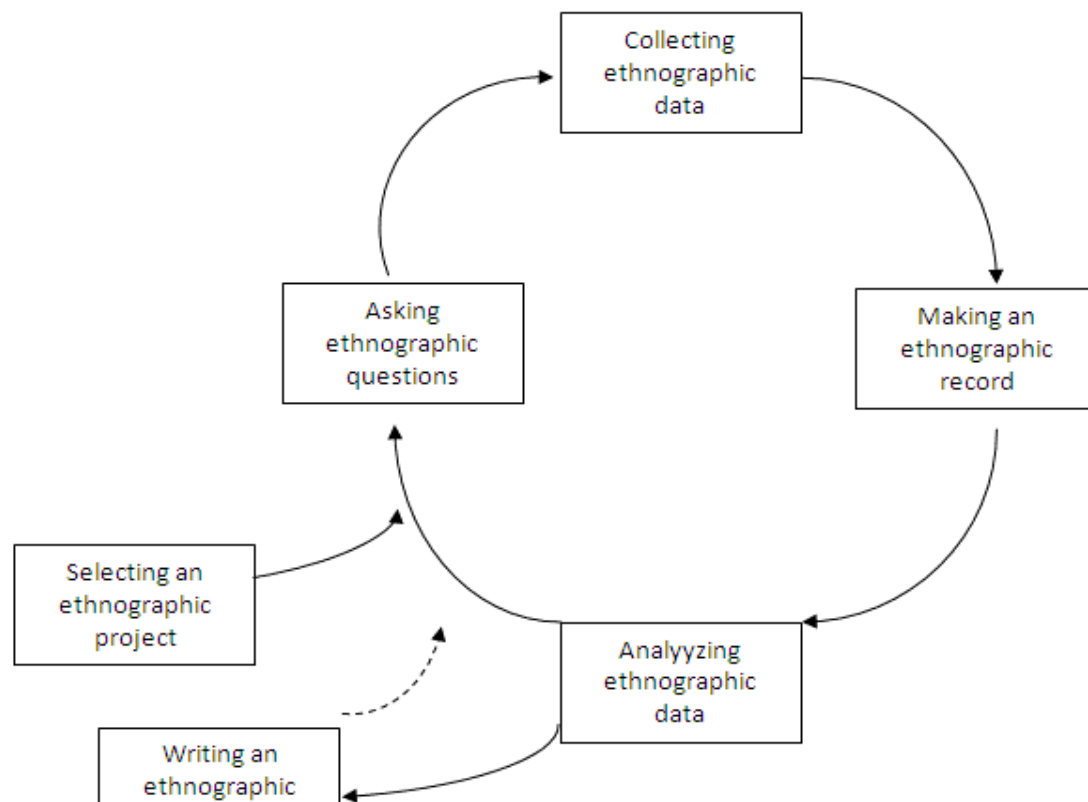 Collecting
ethnographic
data
Asking
ethnographic
questions
Making an
ethnographic
record
Selecting an
ethnographic
project
Analyyzing
ethnographic
data
Writing an
ethnographic